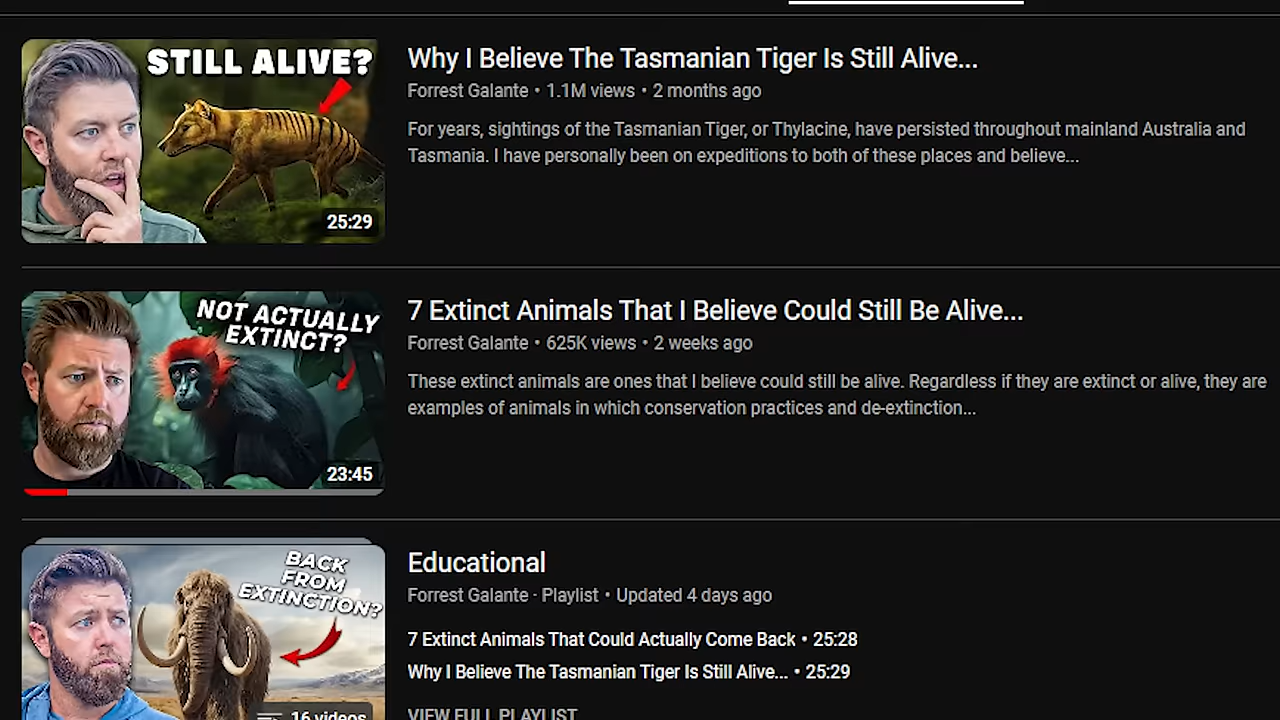 STILL ALIVE?
25:29
Why I Believe The Tasmanian Tiger Is Still Alive...
Forrest Galante • 1.1M views • 2 months ago
For years, sightings of the Tasmanian Tiger, or Thylacine, have persisted throughout mainland Australia and
Tasmania. I have personally been on expeditions to both of these places and believe...
NOT ACTUALLY
EXTINCT?
23:45
7 Extinct Animals That I Believe Could Still Be Alive...
Forrest Galante • 625K views • 2 weeks ago
These extinct animals are ones that I believe could still be alive. Regardless if they are extinct or alive, they are
examples of animals in which conservation practices and de-extinction...
BACK
FROM
EXTINCTION?
16 videos
Educational
Forrest Galante · Playlist • Updated 4 days ago
7 Extinct Animals That Could Actually Come Back • 25:28
Why I Believe The Tasmanian Tiger Is Still Alive... • 25:29
VIEW FULL PLAYLIST